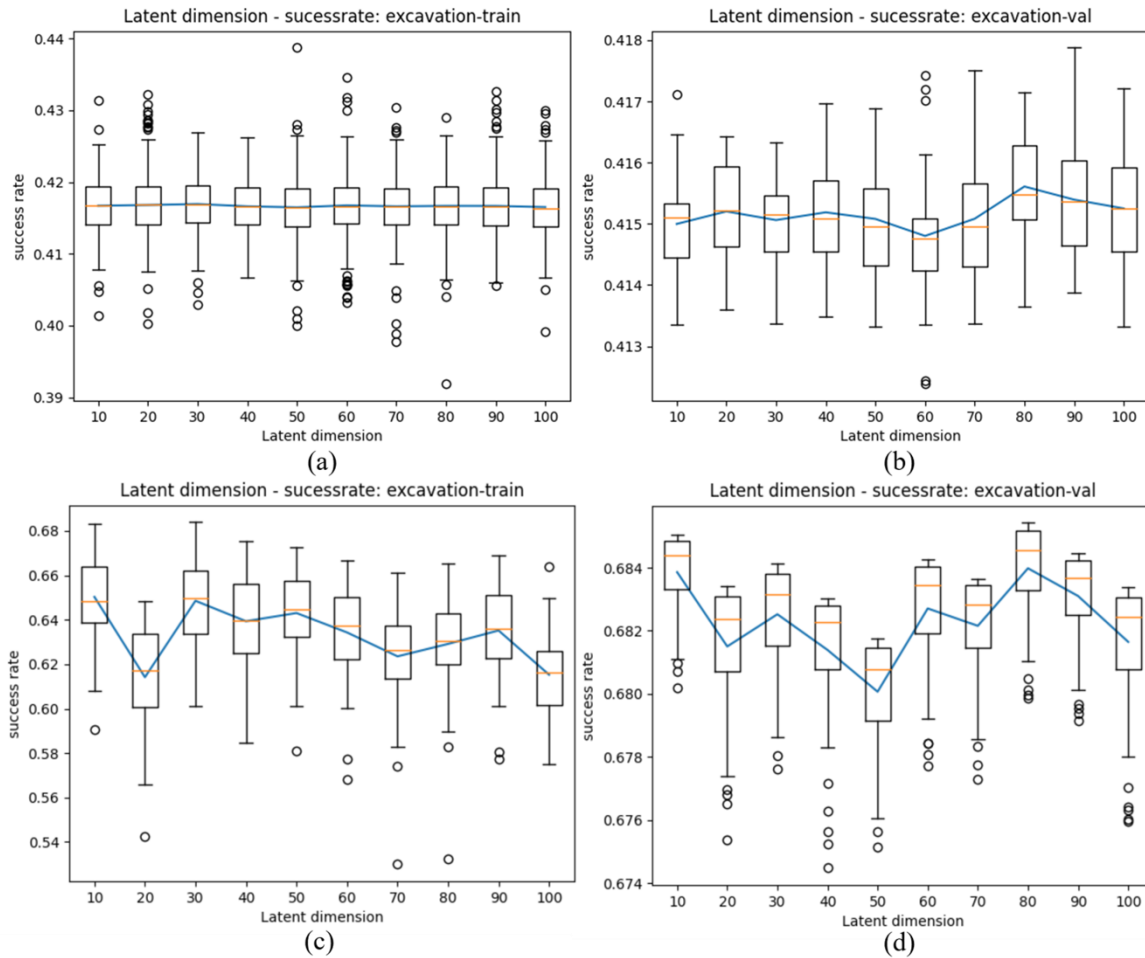 Latent dimension - sucessrate: excavation-train
0.44
0.43
0.42
0.41
0.40
0.39
success rate
10 20 30 40 50 60 70 80 90 100
Latent dimension
(a)
Latent dimension - sucessrate: excavation-val
0.418
0.417
0.416
0.415
0.414
0.413
success rate
10 20 30 40 50 60 70 80 90 100
Latent dimension
(b)
Latent dimension - sucessrate: excavation-train
0.68
0.66
0.64
0.62
0.60
0.58
0.56
0.54
success rate
10 20 30 40 50 60 70 80 90 100
Latent dimension
(c)
Latent dimension - sucessrate: excavation-val
0.684
0.682
0.680
0.678
0.676
0.674
success rate
10 20 30 40 50 60 70 80 90 100
Latent dimension
(d)